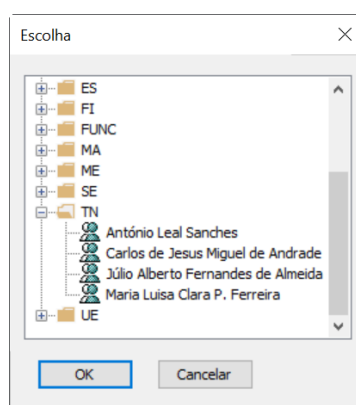 Escolha
ES
FI
FUNC
MA
ME
SE
TN
António Leal Sanches
Carlos de Jesus Miguel de Andrade
Júlio Alberto Fernandes de Almeida
Maria Luisa Clara P. Ferreira
UE
OK Cancelar